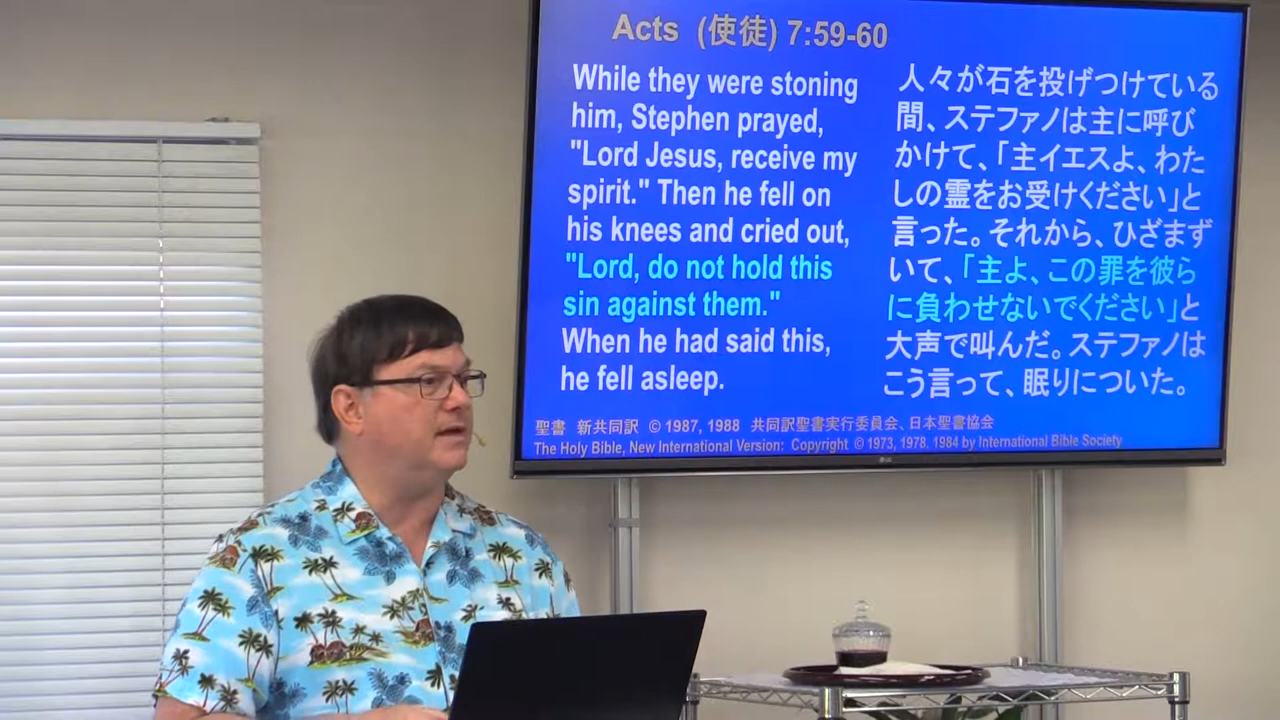 Acts (使徒) 7:59-60
While they were stoning
him, Stephen prayed,
"Lord Jesus, receive my
spirit." Then he fell on
his knees and cried out,
"Lord, do not hold this
sin against them."
When he had said this,
he fell asleep.
人々が石を投げつけている
間、ステファノは主に呼び
かけて、「主イエスよ、わた
しの霊をお受けください」と
言った。それから、ひざまず
いて、「主よ、この罪を彼ら
に負わせないでください」と
大声で叫んだ。ステファノは
こう言って、眠りについた。
聖書 新共同訳 © 1987, 1988 共同訳聖書実行委員会、日本聖書協会
The Holy Bible, New International Version: Copyright © 1973, 1978, 1984 by International Bible Society
LG